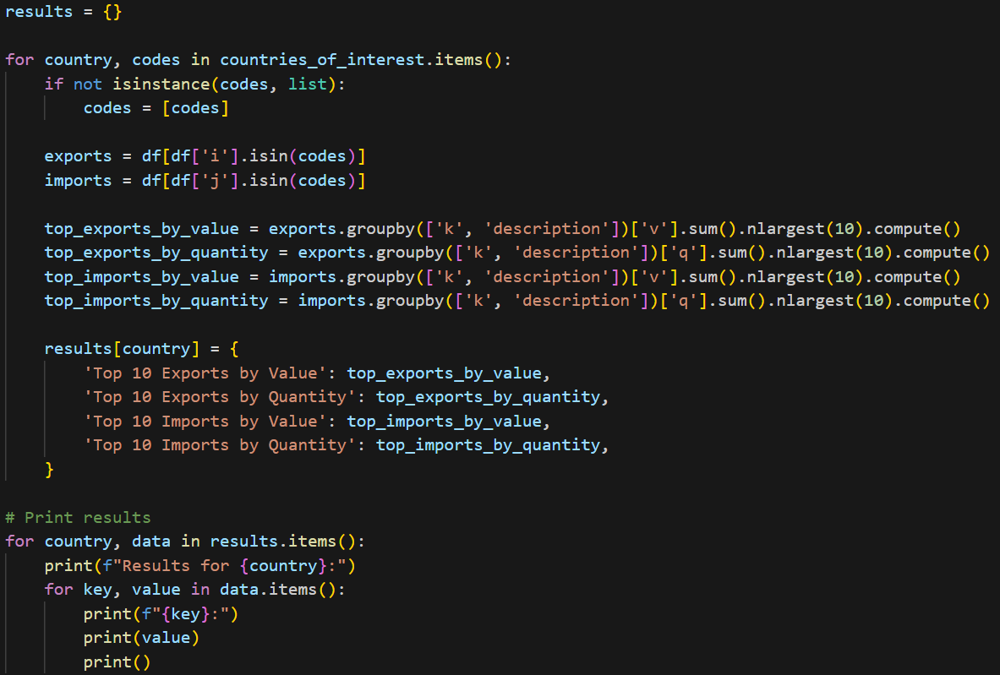 results = {}
for country, codes in countries_of_interest.items():
    if not isinstance(codes, list):
        codes = [codes]
    exports = df[df['i'].isin(codes)]
    imports = df[df['j'].isin(codes)]
    top_exports_by_value = exports.groupby(['k', 'description'])['v'].sum().nlargest(10).compute()
    top_exports_by_quantity = exports.groupby(['k', 'description'])['q'].sum().nlargest(10).compute()
    top_imports_by_value = imports.groupby(['k', 'description'])['v'].sum().nlargest(10).compute()
    top_imports_by_quantity = imports.groupby(['k', 'description'])['q'].sum().nlargest(10).compute()
    results[country] = {
        'Top 10 Exports by Value': top_exports_by_value,
        'Top 10 Exports by Quantity': top_exports_by_quantity,
        'Top 10 Imports by Value': top_imports_by_value,
        'Top 10 Imports by Quantity': top_imports_by_quantity,
    }
# Print results
for country, data in results.items():
    print(f"Results for {country}:")
    for key, value in data.items():
        print(f"{key}:")
        print(value)
        print()